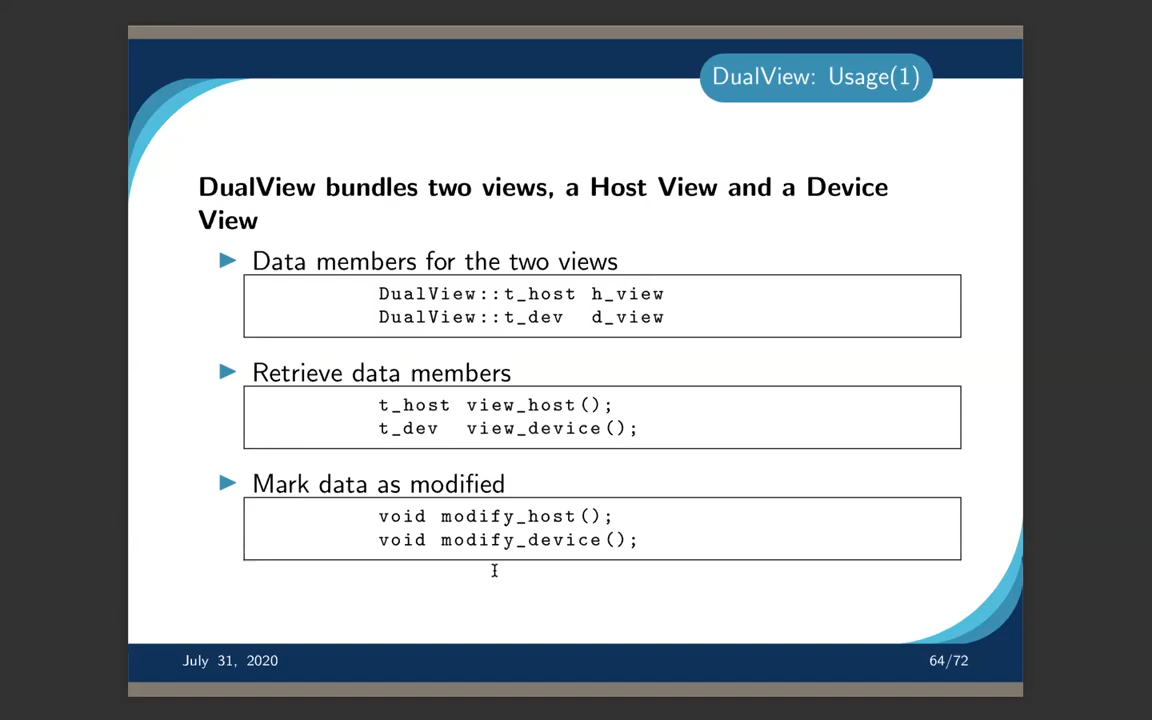 DualView: Usage(1)
DualView bundles two views, a Host View and a Device
View
Data members for the two views
DualView::t_host h_view
DualView::t_dev d_view
Retrieve data members
t_host view_host();
t_dev view_device();
Mark data as modified
void modify_host();
void modify_device();
July 31, 2020
64/72